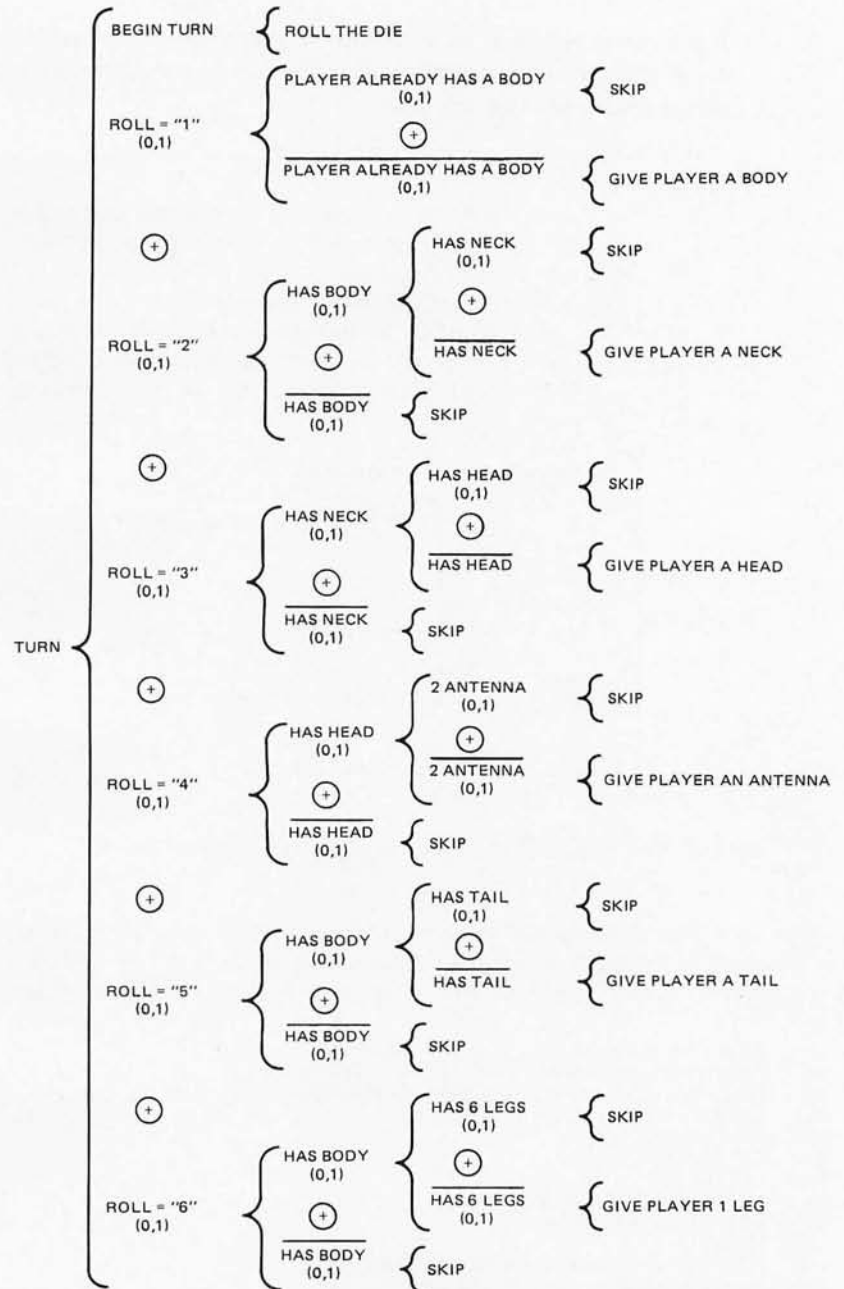 BEGIN TURN
ROLL THE DIE
PLAYER ALREADY HAS A BODY
(0,1)
SKIP
ROLL = "1"
(0,1)
+
PLAYER ALREADY HAS A BODY
(0,1)
GIVE PLAYER A BODY
+
HAS NECK
(0,1)
SKIP
HAS BODY
(0,1)
+
ROLL = "2"
(0,1)
+
HAS NECK
GIVE PLAYER A NECK
HAS BODY
(0,1)
SKIP
+
HAS HEAD
(0,1)
SKIP
HAS NECK
(0,1)
+
ROLL = "3"
(0,1)
+
HAS HEAD
GIVE PLAYER A HEAD
HAS NECK
(0,1)
SKIP
TURN
+
2 ANTENNA
(0,1)
SKIP
HAS HEAD
(0,1)
+
ROLL = "4"
(0,1)
+
2 ANTENNA
(0,1)
GIVE PLAYER AN ANTENNA
HAS HEAD
(0,1)
SKIP
+
HAS TAIL
(0,1)
SKIP
HAS BODY
(0,1)
+
ROLL = "5"
(0,1)
+
HAS TAIL
GIVE PLAYER A TAIL
HAS BODY
(0,1)
SKIP
+
HAS 6 LEGS
(0,1)
SKIP
HAS BODY
(0,1)
+
ROLL = "6"
(0,1)
+
HAS 6 LEGS
(0,1)
GIVE PLAYER 1 LEG
HAS BODY
(0,1)
SKIP